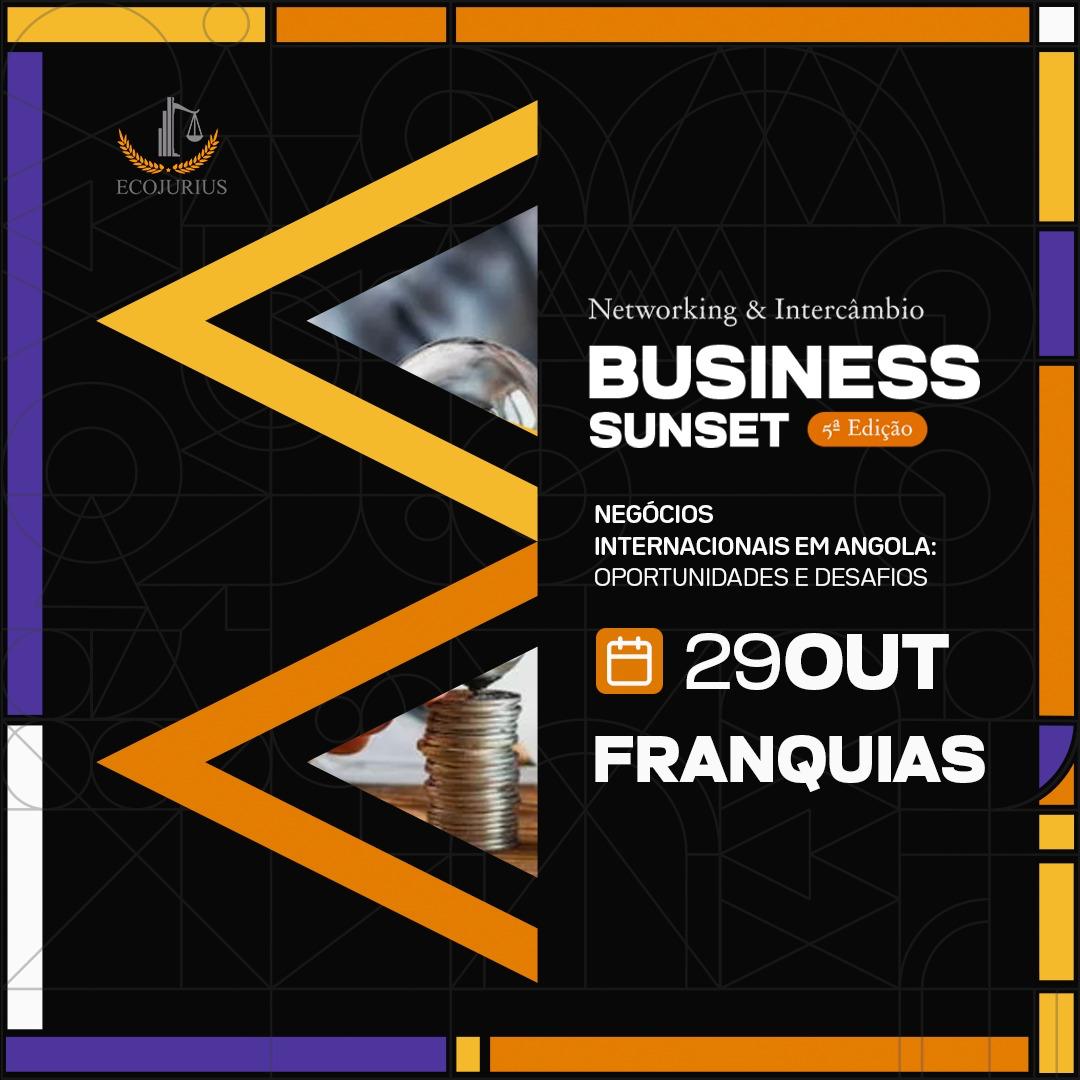 ECOJURIUS
Networking & Intercâmbio
BUSINESS
SUNSET 5ª Edição
NEGÓCIOS
INTERNACIONAIS EM ANGOLA:
OPORTUNIDADES E DESAFIOS
29OUT
FRANQUIAS